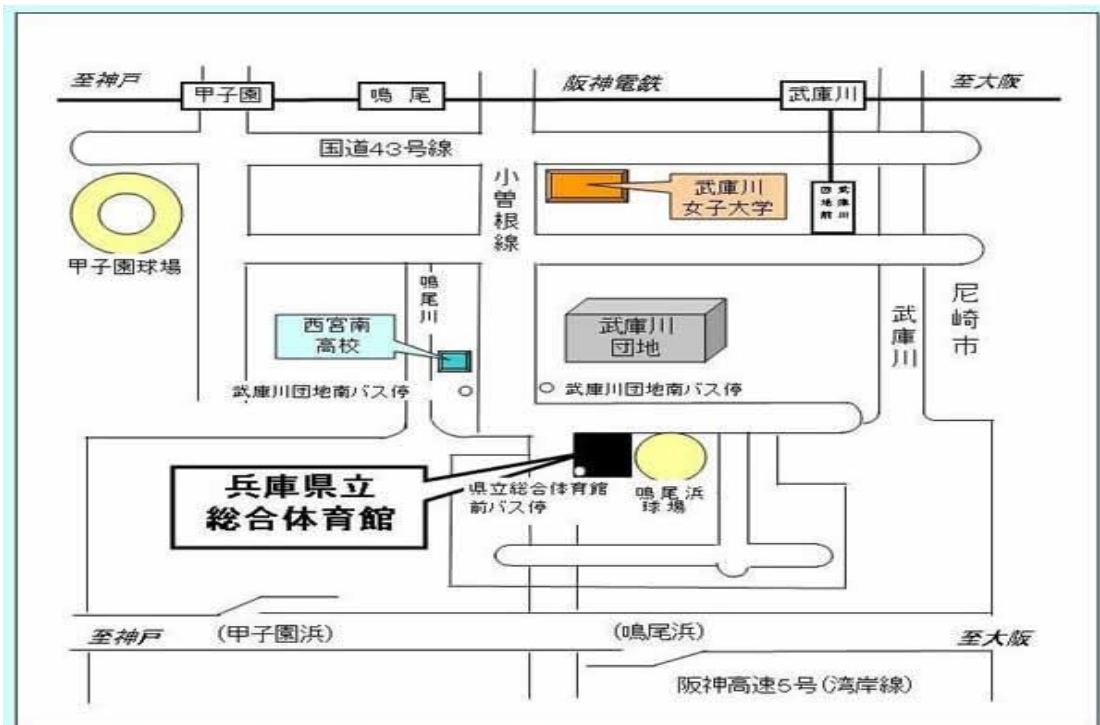 至神戸
甲子園
鳴尾
阪神電鉄
武庫川
至大阪
国道43号線
小曽根線
武庫川
女子大学
武庫川
団地前
甲子園球場
鳴尾川
西宮南
高校
武庫川
団地
武庫川
尼崎市
武庫川団地南バス停
武庫川団地南バス停
兵庫県立
総合体育館
県立総合体育館
前バス停
鳴尾浜
球場
至神戸
(甲子園浜)
(鳴尾浜)
至大阪
阪神高速5号(湾岸線)